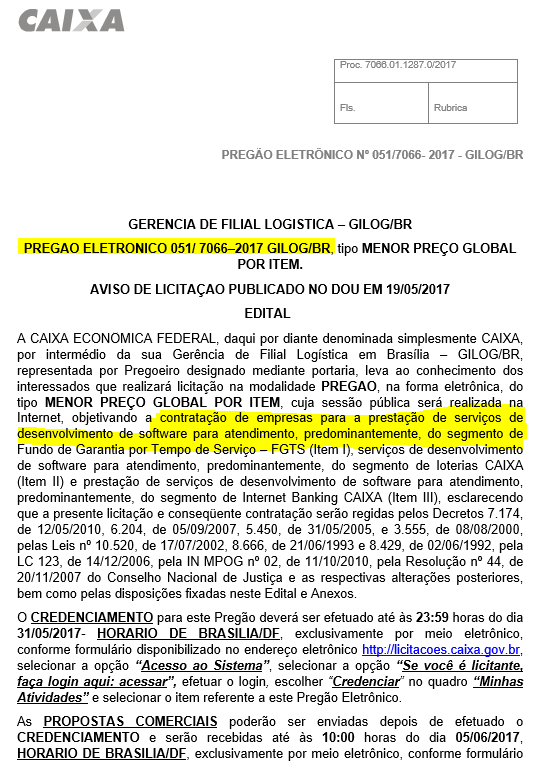 CAIXA
Proc. 7066.01.1287.0/2017
Fls.
Rubrica
PREGÃO ELETRÔNICO Nº 051/7066- 2017 - GILOG/BR
GERENCIA DE FILIAL LOGISTICA – GILOG/BR
PREGAO ELETRONICO 051/ 7066–2017 GILOG/BR, tipo MENOR PREÇO GLOBAL
POR ITEM.
AVISO DE LICITAÇAO PUBLICADO NO DOU EM 19/05/2017
EDITAL
A CAIXA ECONOMICA FEDERAL, daqui por diante denominada simplesmente CAIXA,
por intermédio da sua Gerência de Filial Logística em Brasília – GILOG/BR,
representada por Pregoeiro designado mediante portaria, leva ao conhecimento dos
interessados que realizará licitação na modalidade PREGAO, na forma eletrônica, do
tipo MENOR PREÇO GLOBAL POR ITEM, cuja sessão pública será realizada na
Internet, objetivando a contratação de empresas para a prestação de serviços de
desenvolvimento de software para atendimento, predominantemente, do segmento de
Fundo de Garantia por Tempo de Serviço – FGTS (Item I), serviços de desenvolvimento
de software para atendimento, predominantemente, do segmento de loterias CAIXA
(Item II) e prestação de serviços de desenvolvimento de software para atendimento,
predominantemente, do segmento de Internet Banking CAIXA (Item III), esclarecendo
que a presente licitação e conseqüente contratação serão regidas pelos Decretos 7.174,
de 12/05/2010, 6.204, de 05/09/2007, 5.450, de 31/05/2005, e 3.555, de 08/08/2000,
pelas Leis nº 10.520, de 17/07/2002, 8.666, de 21/06/1993 e 8.429, de 02/06/1992, pela
LC 123, de 14/12/2006, pela IN MPOG nº 02, de 11/10/2010, pela Resolução nº 44, de
20/11/2007 do Conselho Nacional de Justiça e as respectivas alterações posteriores,
bem como pelas disposições fixadas neste Edital e Anexos.
O CREDENCIAMENTO para este Pregão deverá ser efetuado até às 23:59 horas do dia
31/05/2017- HORARIO DE BRASILIA/DF, exclusivamente por meio eletrônico,
conforme formulário disponibilizado no endereço eletrônico http://licitacoes.caixa.gov.br,
selecionar a opção “Acesso ao Sistema”, selecionar a opção “Se você é licitante,
faça login aqui: acessar”, efetuar o login, escolher “Credenciar” no quadro “Minhas
Atividades” e selecionar o item referente a este Pregão Eletrônico.
As PROPOSTAS COMERCIAIS poderão ser enviadas depois de efetuado o
CREDENCIAMENTO e serão recebidas até às 10:00 horas do dia 05/06/2017,
HORARIO DE BRASILIA/DF, exclusivamente por meio eletrônico, conforme formulário